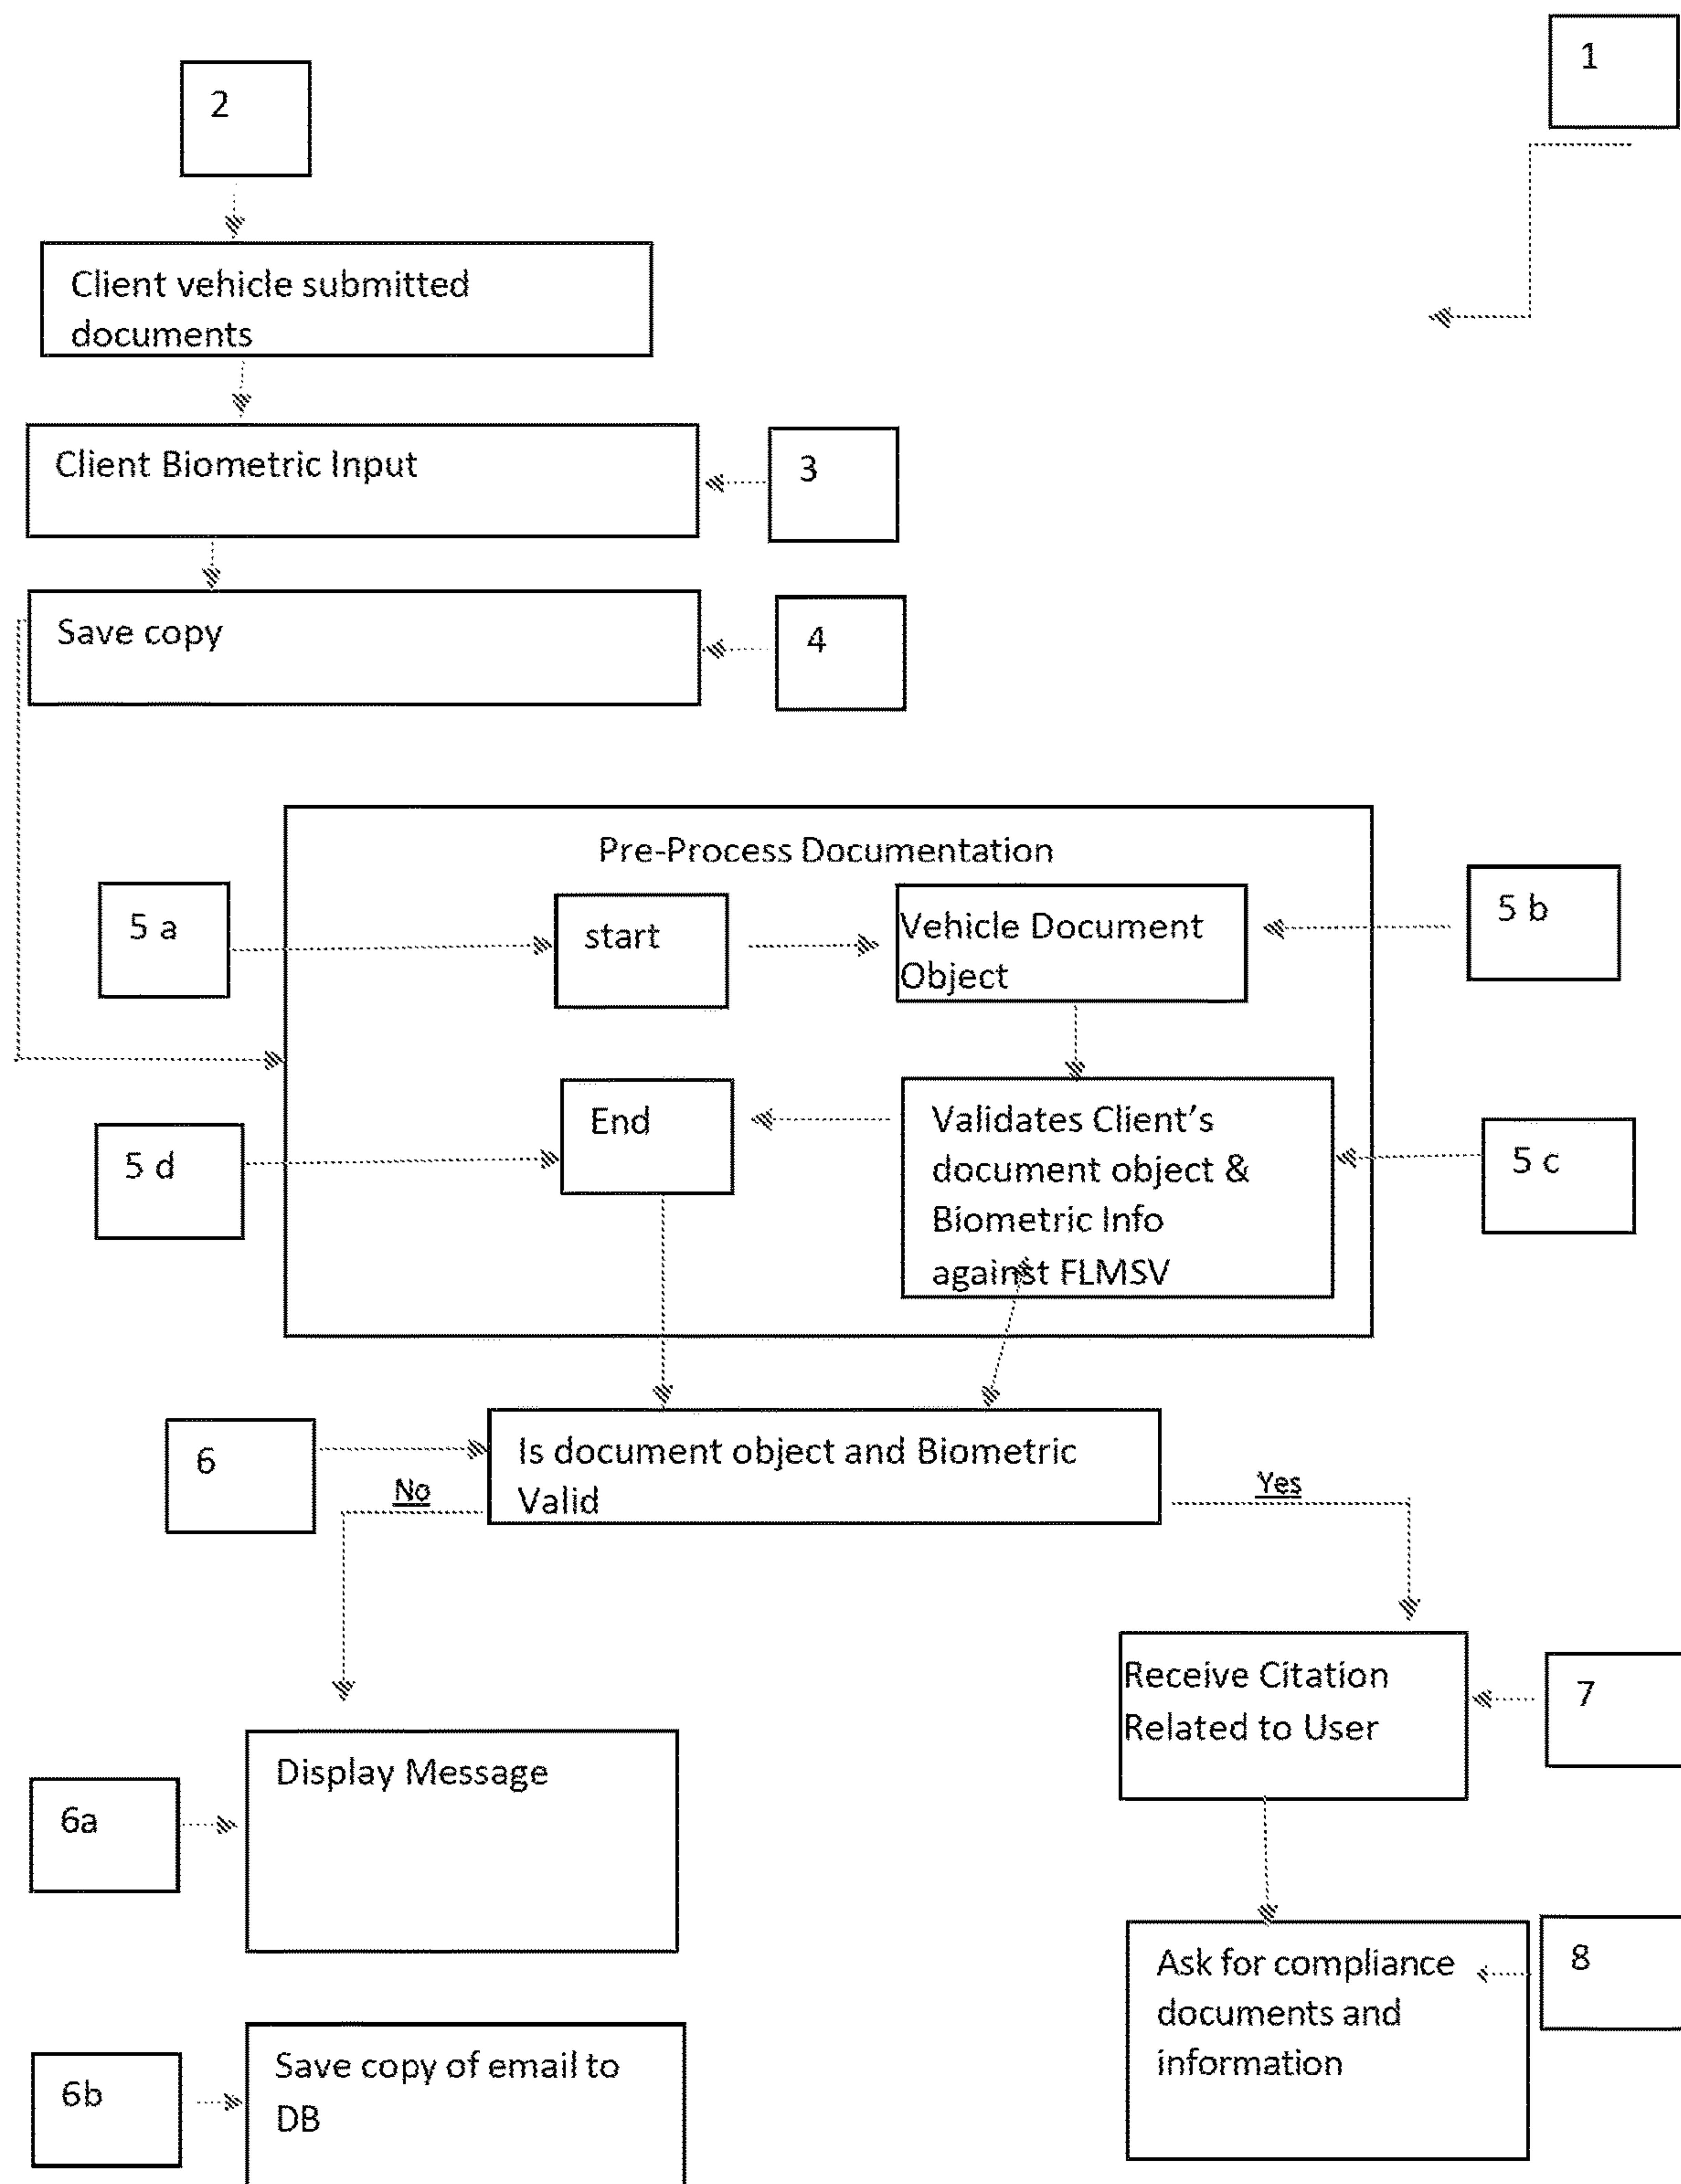 1
2
Client vehicle submitted
documents
Client Biometric Input
3
Save copy
4
Pre-Process Documentation
5 a
start
Vehicle Document
Object
5 b
5 d
End
Validates Client's
document object &
Biometric Info
against FLMSV
5 c
6
Is document object and Biometric
Valid
No
Yes
Receive Citation
Related to User
7
Display Message
6a
Ask for compliance
documents and
information
8
6b
Save copy of email to
DB